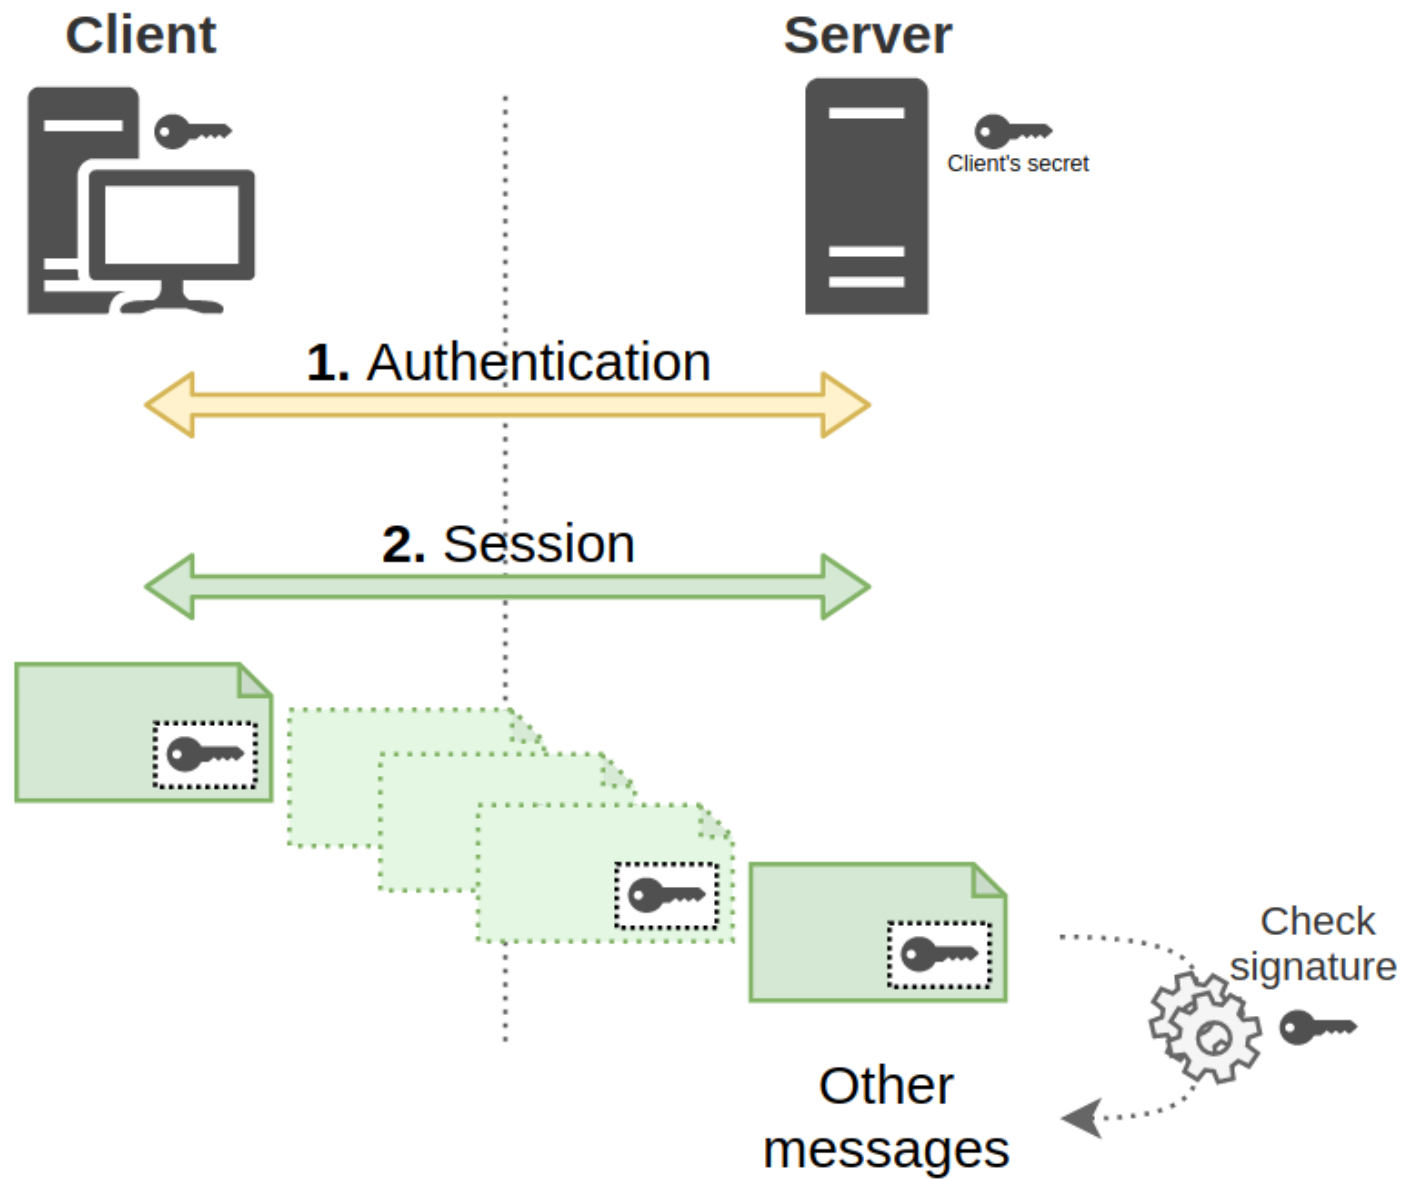 Client
Server
Client's secret
1. Authentication
2. Session
Check
signature
Other
messages